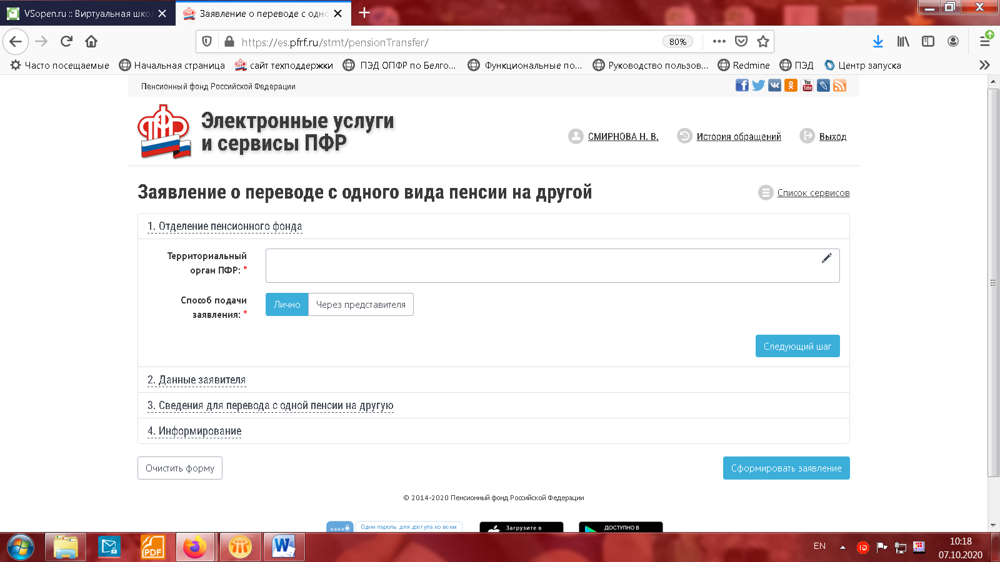 VSopen.ru :: Виртуальная шко
Заявление о переводе с одно
https://es.pfrf.ru/stmt/pensionTransfer/
80%
Часто посещаемые
Начальная страница
сайт техподдержки
ПЭД ОПФР по Белго...
Функциональные по...
Руководство пользов...
Redmine
ПЭД
Центр запуска
Пенсионный фонд Российской Федерации
You Tube
Электронные услуги
и сервисы ПФР
СМИРНОВА Н. В.
История обращений
Выход
Заявление о переводе с одного вида пенсии на другой
Список сервисов
1. Отделение пенсионного фонда
Территориальный
орган ПФР: *
Способ подачи
заявления: *
Лично
Через представителя
Следующий шаг
2. Данные заявителя
3. Сведения для перевода с одной пенсии на другую
4. Информирование
Очистить форму
Сформировать заявление
© 2014-2020 Пенсионный фонд Российской Федерации
**** Один пароль для доступа ко всем
Загрузите в
ДОСТУПНО В
PDF
EN
10:18
07.10.2020